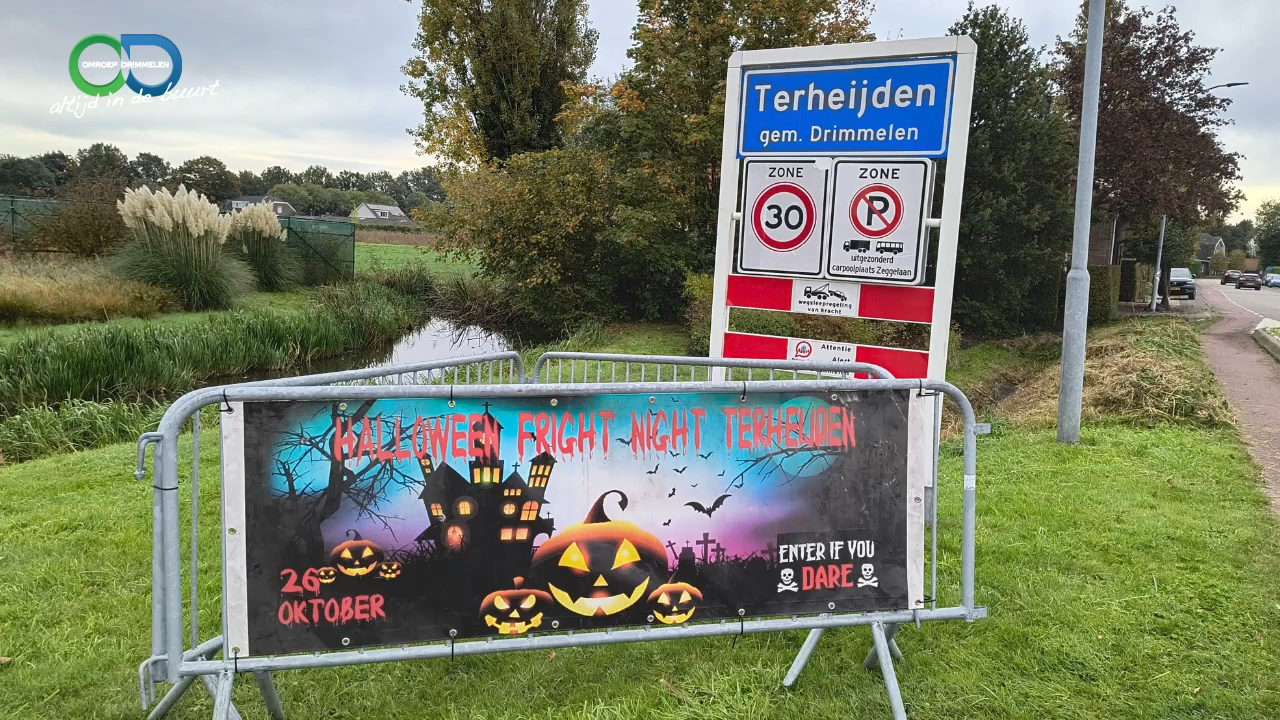 OMROEP DRIMMELEN
altijd in de buurt
Terheijden
gem. Drimmelen
ZONE
30
ZONE
P
uitgezonderd
carpoolplaats Zeggelaan
wegsleepregeling
van kracht
Attentie
Alert
HALLOWEEN FRIGHT NIGHT TERHEIJDEN
26
OKTOBER
ENTER IF YOU
DARE